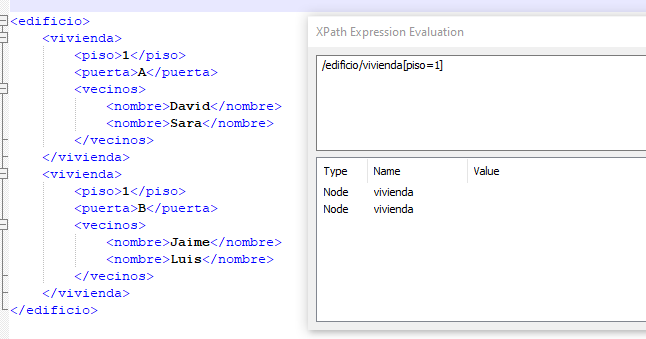 <edificio>
<vivienda>
<piso>1</piso>
<puerta>A</puerta>
<vecinos>
<nombre>David</nombre>
<nombre>Sara</nombre>
</vecinos>
</vivienda>
<vivienda>
<piso>1</piso>
<puerta>B</puerta>
<vecinos>
<nombre>Jaime</nombre>
<nombre>Luis</nombre>
</vecinos>
</vivienda>
</edificio>
XPath Expression Evaluation
/edificio/vivienda[piso=1]
Type Name Value
Node vivienda
Node vivienda